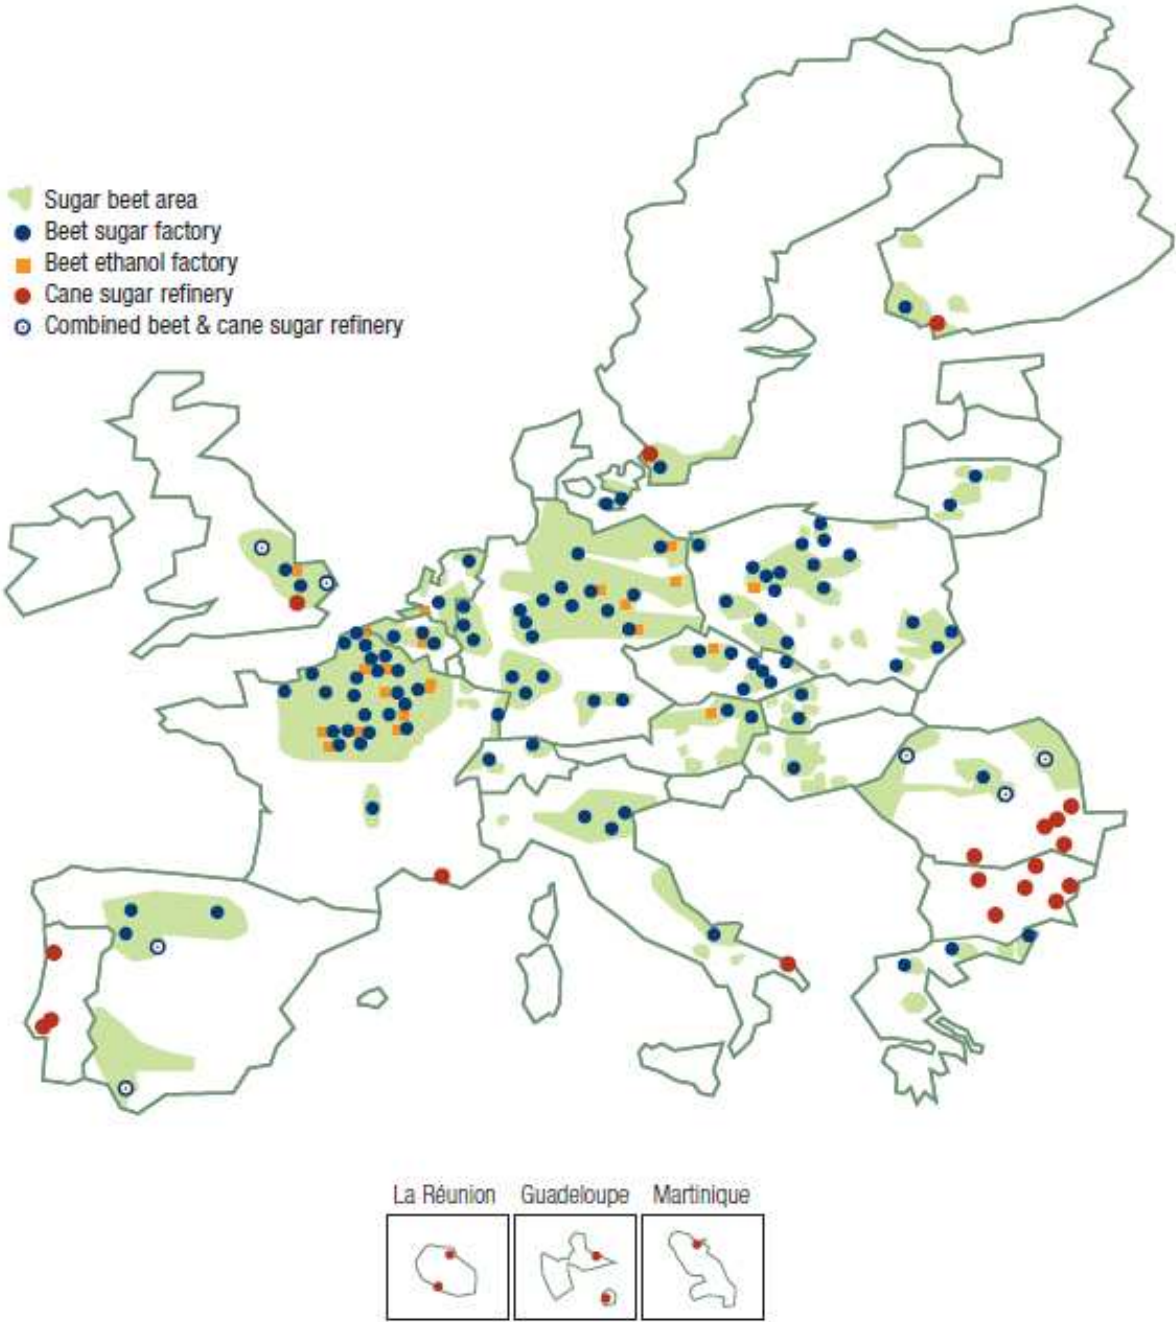 Sugar beet area
Beet sugar factory
Beet ethanol factory
Cane sugar refinery
Combined beet & cane sugar refinery
La Réunion Guadeloupe Martinique